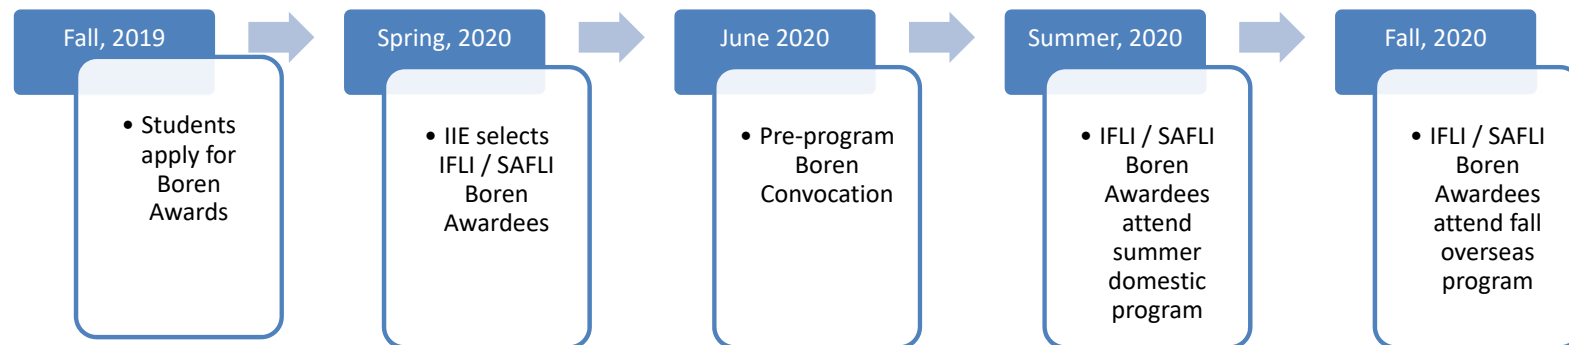 Fall, 2019
• Students
apply for
Boren
Awards
Spring, 2020
• IIE selects
IFLI / SAFLI
Boren
Awardees
June 2020
• Pre-program
Boren
Convocation
Summer, 2020
• IFLI / SAFLI
Boren
Awardees
attend
summer
domestic
program
Fall, 2020
• IFLI / SAFLI
Boren
Awardees
attend fall
overseas
program